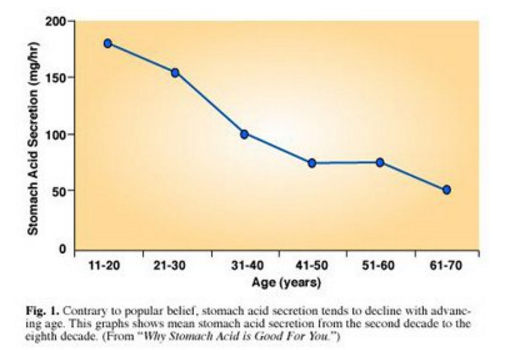 200
150
100
50
0
Stomach Acid Secretion (mg/hr)
11-20 21-30 31-40 41-50 51-60 61-70
Age (years)
Fig. 1. Contrary to popular belief, stomach acid secretion tends to decline with advanc-
ing age. This graphs shows mean stomach acid secretion from the second decade to the
eighth decade. (From "Why Stomach Acid is Good For You.")